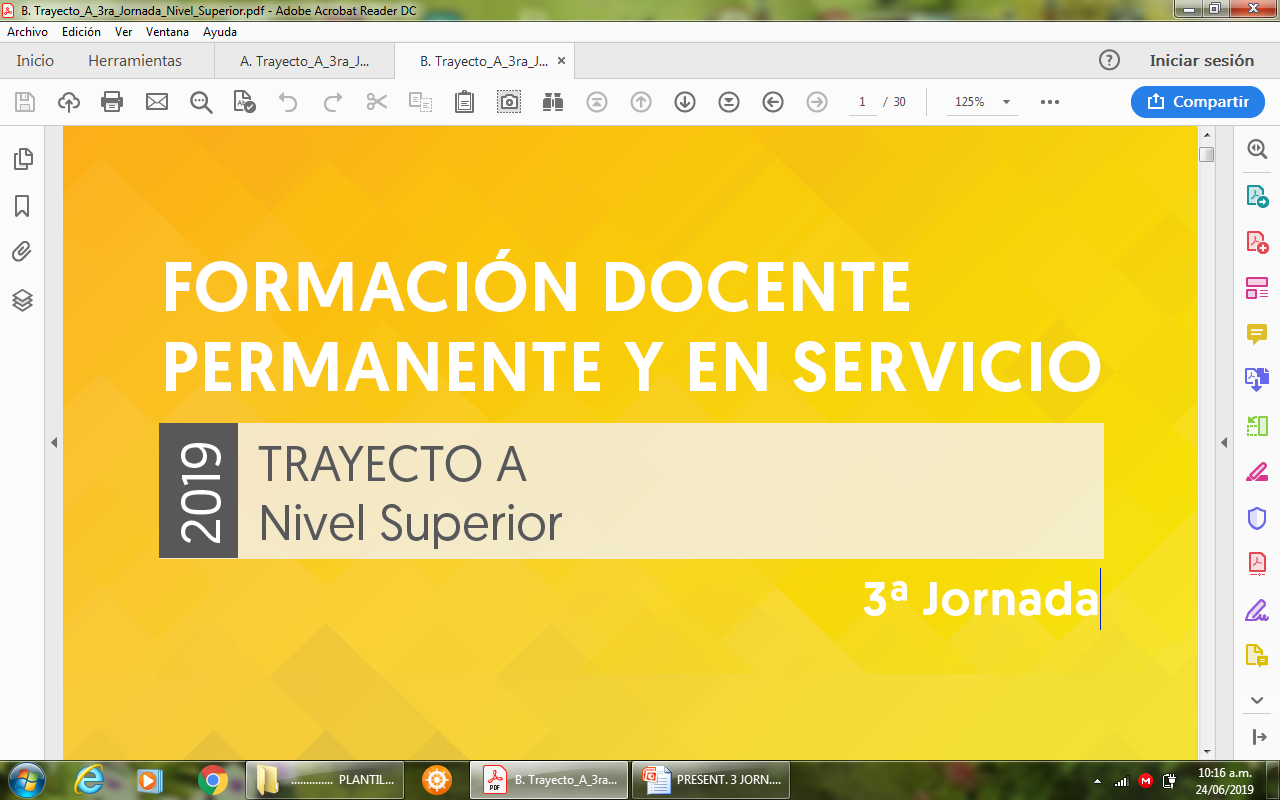 B. Trayecto_A_3ra_Jornada_Nivel_Superior.pdf - Adobe Acrobat Reader DC
Archivo Edición Ver Ventana Ayuda
Inicio Herramientas A. Trayecto_A_3ra_J... B. Trayecto_A_3ra_J... × Iniciar sesión
1 / 30 125% Compartir
FORMACIÓN DOCENTE
PERMANENTE Y EN SERVICIO
2019
TRAYECTO A
Nivel Superior
3ª Jornada
.............. PLANTIL... B. Trayecto_A_3ra... PRESENT. 3 JORN....
10:16 a.m.
24/06/2019